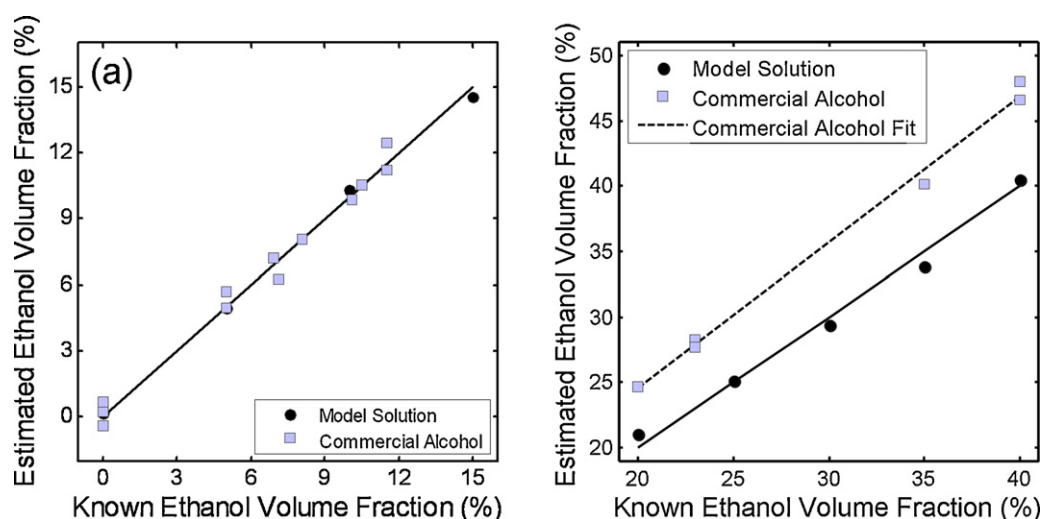 (a)
Estimated Ethanol Volume Fraction (%)
15
12
9
6
3
0
Model Solution
Commercial Alcohol
0 3 6 9 12 15
Known Ethanol Volume Fraction (%)
Estimated Ethanol Volume Fraction (%)
50
45
40
35
30
25
20
Model Solution
Commercial Alcohol
Commercial Alcohol Fit
20 25 30 35 40
Known Ethanol Volume Fraction (%)